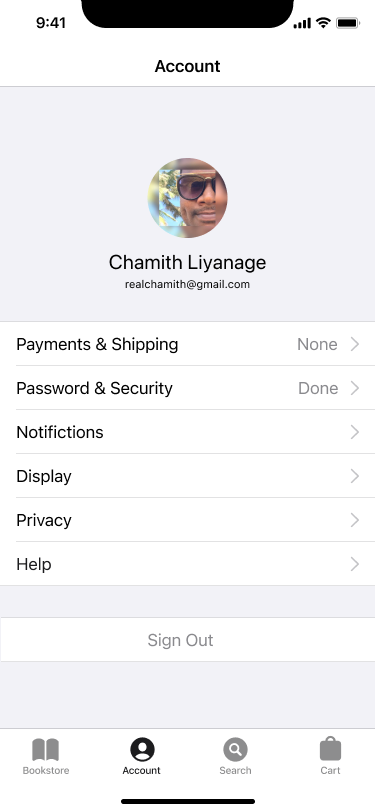 9:41
Account
Chamith Liyanage
realchamith@gmail.com
Payments & Shipping None
Password & Security Done
Notifictions
Display
Privacy
Help
Sign Out
Bookstore Account Search Cart